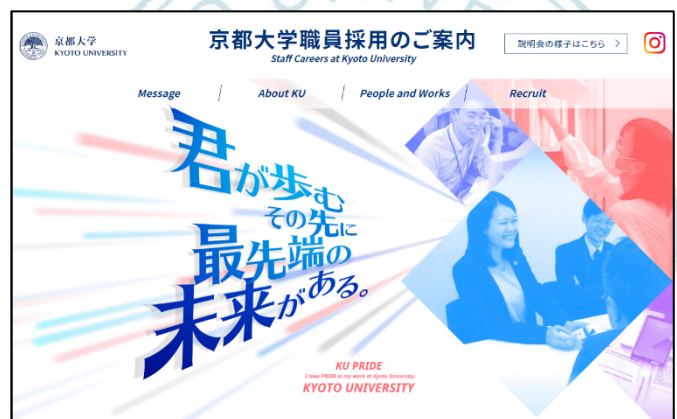 京都大学
KYOTO UNIVERSITY
京都大学職員採用のご案内
Staff Careers at Kyoto University
説明会の様子はこちら
Message
About KU
People and Works
Recruit
君が歩む
その先に
最先端の
未来がある。
KU PRIDE
I take PRIDE in my work at Kyoto University.
KYOTO UNIVERSITY